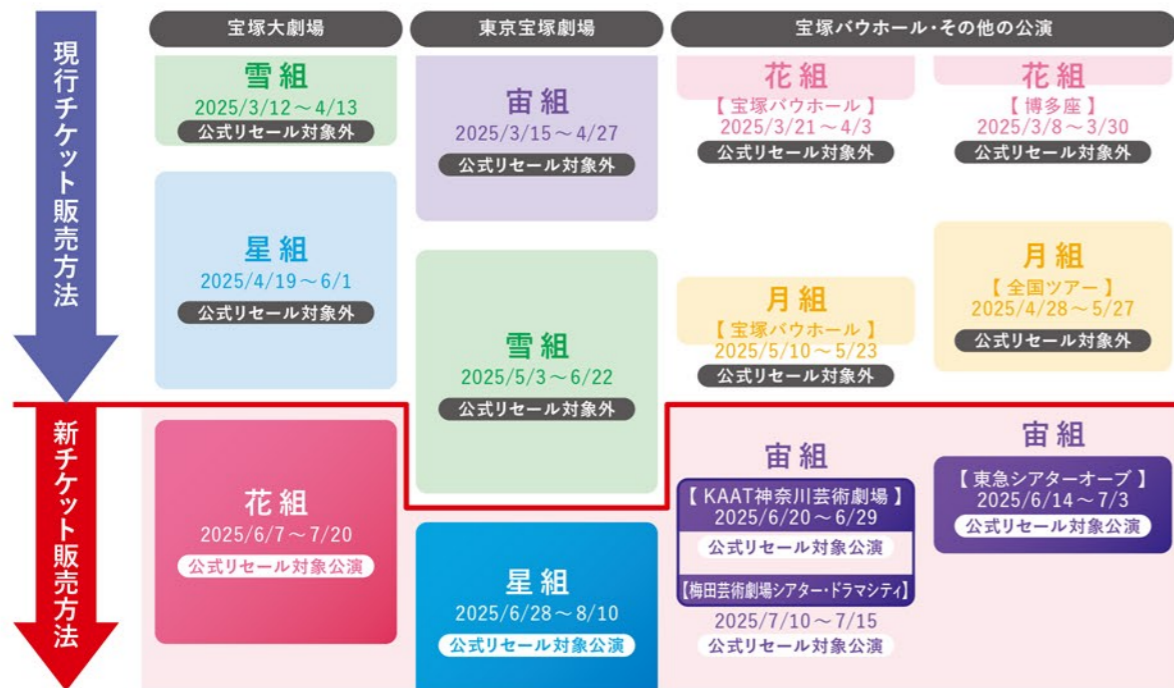 現行チケット販売方法
新チケット販売方法
宝塚大劇場
雪組
2025/3/12～4/13
公式リセール対象外
星組
2025/4/19～6/1
公式リセール対象外
花組
2025/6/7～7/20
公式リセール対象公演
東京宝塚劇場
宙組
2025/3/15～4/27
公式リセール対象外
雪組
2025/5/3～6/22
公式リセール対象外
星組
2025/6/28～8/10
公式リセール対象公演
宝塚バウホール・その他の公演
花組
【 宝塚バウホール 】
2025/3/21～4/3
公式リセール対象外
月組
【 宝塚バウホール 】
2025/5/10～5/23
公式リセール対象外
宙組
【 KAAT神奈川芸術劇場 】
2025/6/20～6/29
公式リセール対象公演
【梅田芸術劇場シアター・ドラマシティ】
2025/7/10～7/15
公式リセール対象公演
花組
【 博多座 】
2025/3/8～3/30
公式リセール対象外
月組
【 全国ツアー 】
2025/4/28～5/27
公式リセール対象外
宙組
【 東急シアターオーブ 】
2025/6/14～7/3
公式リセール対象公演